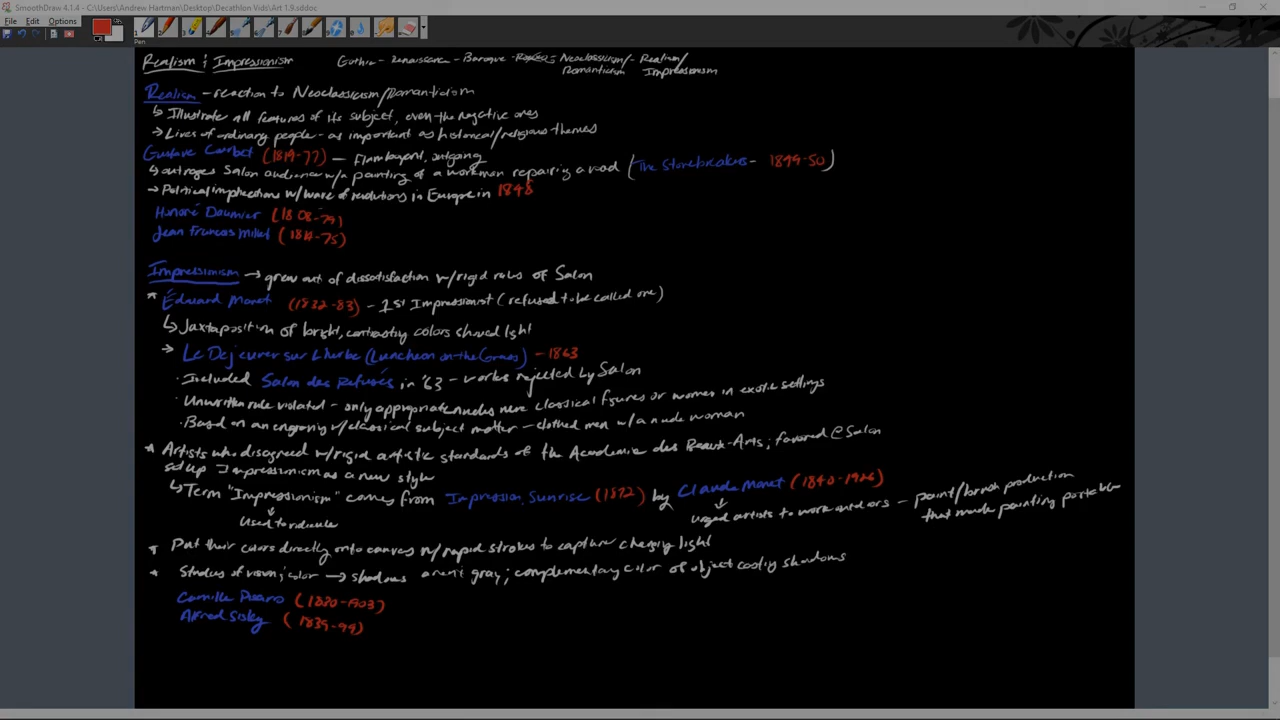 SmoothDraw 4.1.4 - C:\Users\Andrew Hartman\Desktop\Decathlon Vids\Art 1.9.sddoc
File Edit Options
Pen
Realism & Impressionism
Gothic - Renaissance - Baroque - Rococo - Neoclassicism/Romanticism - Realism/Impressionism
Realism - reaction to Neoclassicism/Romanticism
↳ Illustrate all features of its subject, even the negative ones
→ Lives of ordinary people - as important as historical/religious themes
Gustave Courbet (1819-77) - Flamboyant, outgoing
↳ outrages Salon audience w/ a painting of a workman repairing a road (The Stonebreakers - 1849-50)
→ Political implications w/ wave of revolutions in Europe in 1848
Honoré Daumier (1808-79)
Jean Francois Millet (1814-75)
Impressionism → grew out of dissatisfaction w/ rigid rules of Salon
* Éduard Manet (1832-83) - 1st Impressionist (refused to be called one)
↳ Juxtaposition of bright, contrasting colors showed light
→ Le Dejeuner sur L'herbe (Luncheon on the Grass) - 1863
· Included Salon des Refusés in '63 - works rejected by Salon
· Unwritten rule violated - only appropriate nudes were classical figures or women in exotic settings
· Based on an engraving w/ classical subject matter - clothed men w/ a nude woman
* Artists who disagreed w/ rigid artistic standards of the Academie des Beaux-Arts; favored @ Salon
set up Impressionism as a new style
↳ Term "Impressionism" comes from Impression, Sunrise (1872) by Claude Monet (1840-1926)
Used to ridicule
urged artists to work outdoors - paint/brush production that made painting portable
* Put their colors directly onto canvas w/ rapid strokes to capture changing light
* Studies of vision; color → shadows aren't gray; complementary color of object casting shadows
Camille Pisaro (1830-1903)
Alfred Sisley (1839-99)